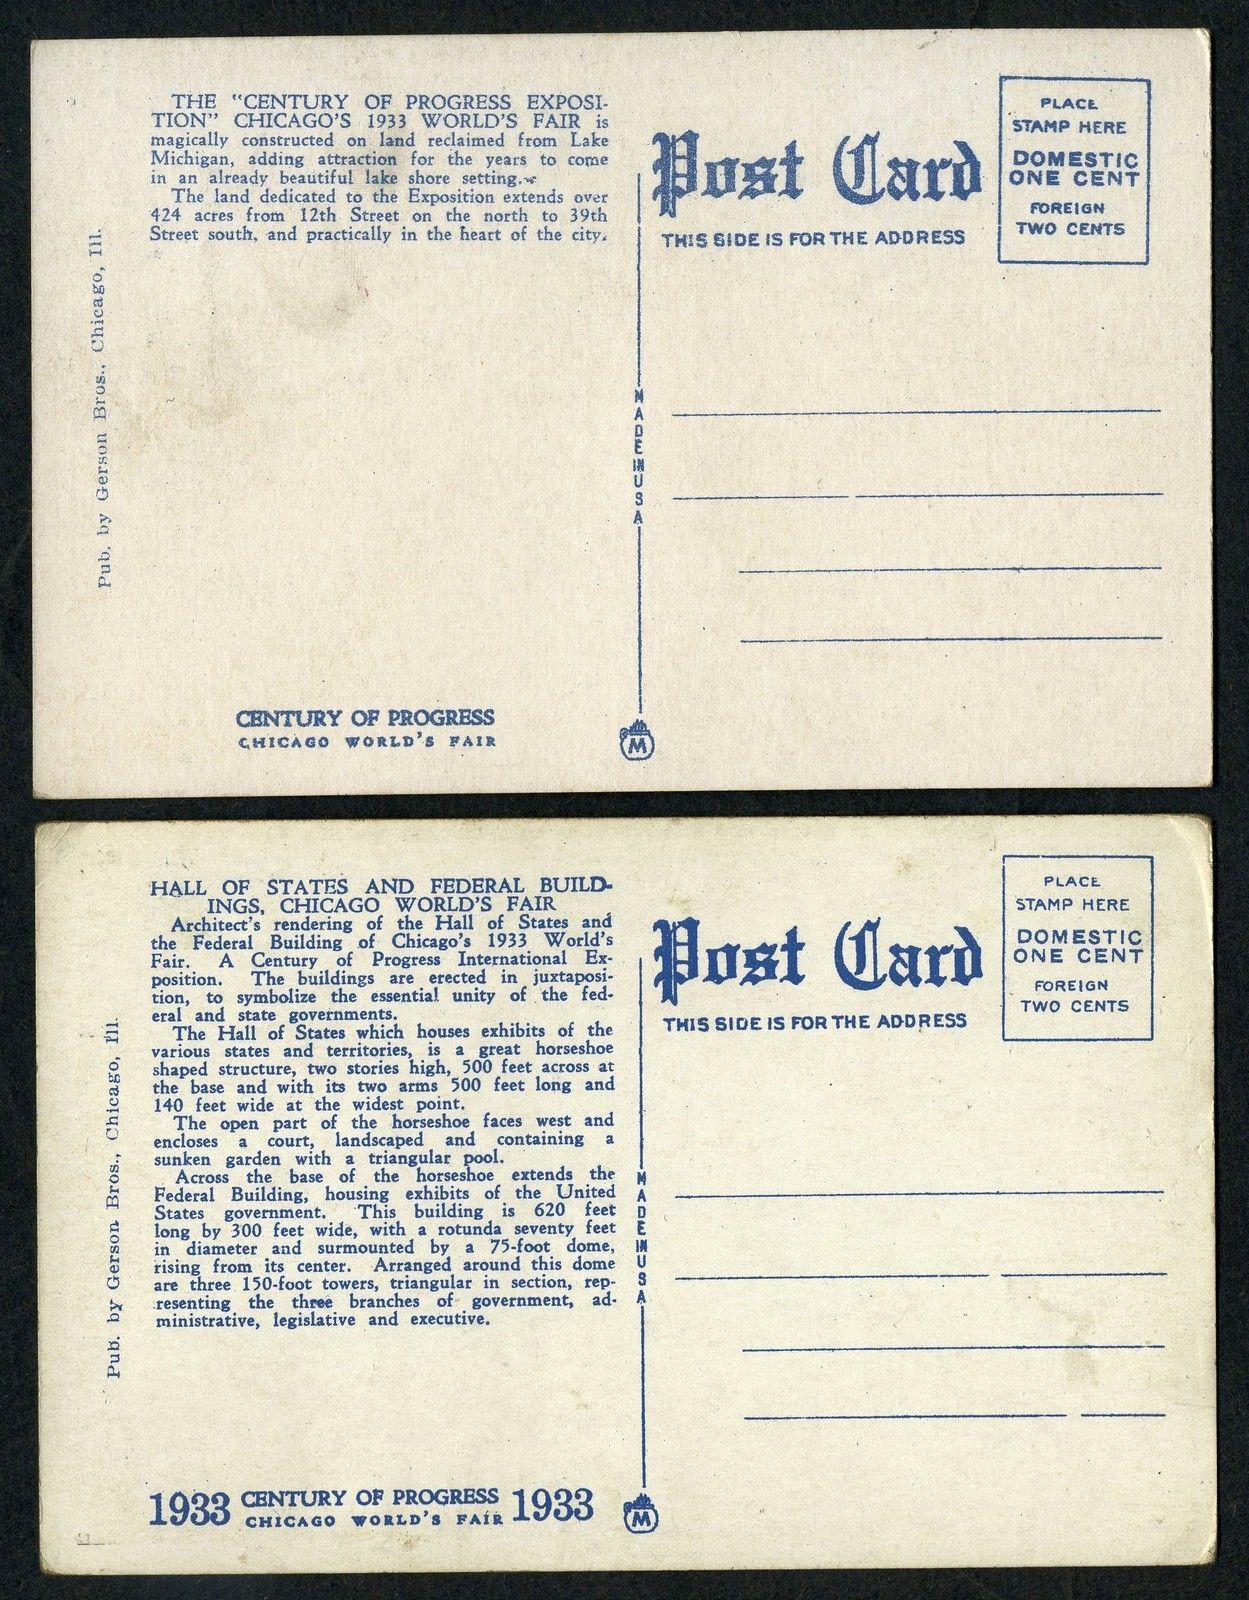 THE "CENTURY OF PROGRESS EXPOSI-
TION" CHICAGO'S 1933 WORLD'S FAIR is
magically constructed on land reclaimed from Lake
Michigan, adding attraction for the years to come
in an already beautiful lake shore setting.
The land dedicated to the Exposition extends over
424 acres from 12th Street on the north to 39th
Street south, and practically in the heart of the city.
Pub. by Gerson Bros., Chicago, Ill.
CENTURY OF PROGRESS
CHICAGO WORLD'S FAIR
MADE IN USA
M
Post Card
THIS SIDE IS FOR THE ADDRESS
PLACE
STAMP HERE
DOMESTIC
ONE CENT
FOREIGN
TWO CENTS
HALL OF STATES AND FEDERAL BUILD-
INGS, CHICAGO WORLD'S FAIR
Architect's rendering of the Hall of States and
the Federal Building of Chicago's 1933 World's
Fair. A Century of Progress International Ex-
position. The buildings are erected in juxtaposi-
tion, to symbolize the essential unity of the fed-
eral and state governments.
The Hall of States which houses exhibits of the
various states and territories, is a great horseshoe
shaped structure, two stories high, 500 feet across at
the base and with its two arms 500 feet long and
140 feet wide at the widest point.
The open part of the horseshoe faces west and
encloses a court, landscaped and containing a
sunken garden with a triangular pool.
Across the base of the horseshoe extends the
Federal Building, housing exhibits of the United
States government. This building is 620 feet
long by 300 feet wide, with a rotunda seventy feet
in diameter and surmounted by a 75-foot dome,
rising from its center. Arranged around this dome
are three 150-foot towers, triangular in section, rep-
resenting the three branches of government, ad-
ministrative, legislative and executive.
Pub. by Gerson Bros., Chicago, Ill.
1933 CENTURY OF PROGRESS 1933
CHICAGO WORLD'S FAIR
MADE IN USA
M
Post Card
THIS SIDE IS FOR THE ADDRESS
PLACE
STAMP HERE
DOMESTIC
ONE CENT
FOREIGN
TWO CENTS